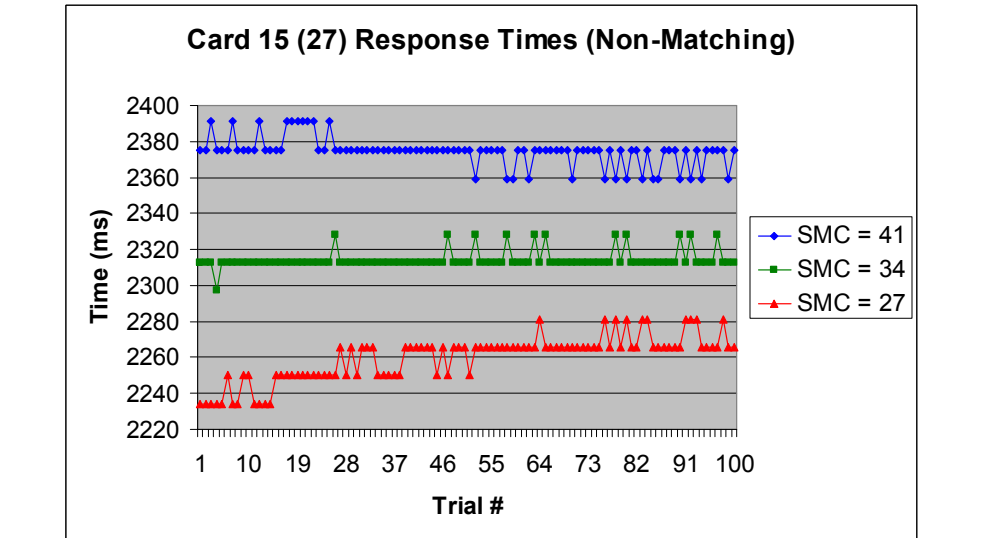 Card 15 (27) Response Times (Non-Matching)
2400
2380
2360
2340
2320
2300
2280
2260
2240
2220
Time (ms)
1 10 19 28 37 46 55 64 73 82 91 100
Trial #
SMC = 41
SMC = 34
SMC = 27